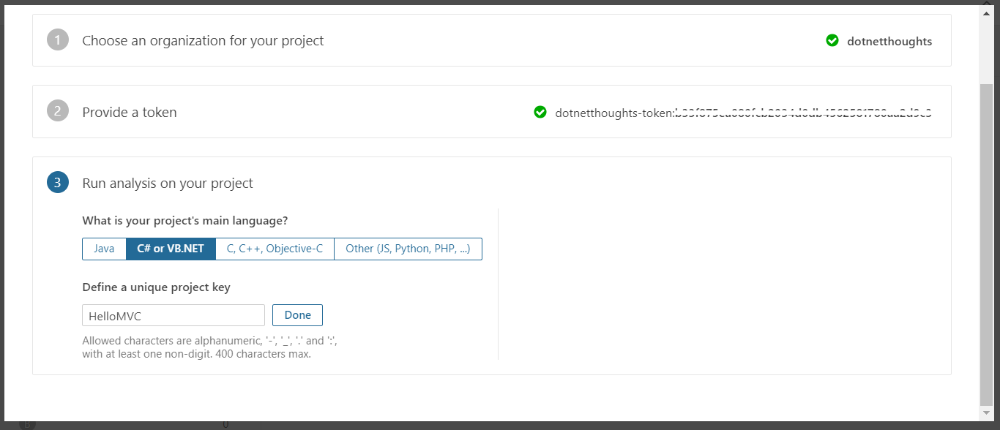 1 Choose an organization for your project dotnetthoughts
2 Provide a token dotnetthoughts-token:
3 Run analysis on your project
What is your project's main language?
Java C# or VB.NET C, C++, Objective-C Other (JS, Python, PHP, ...)
Define a unique project key
HelloMVC Done
Allowed characters are alphanumeric, '-', '_', '.' and ':',
with at least one non-digit. 400 characters max.
B 0